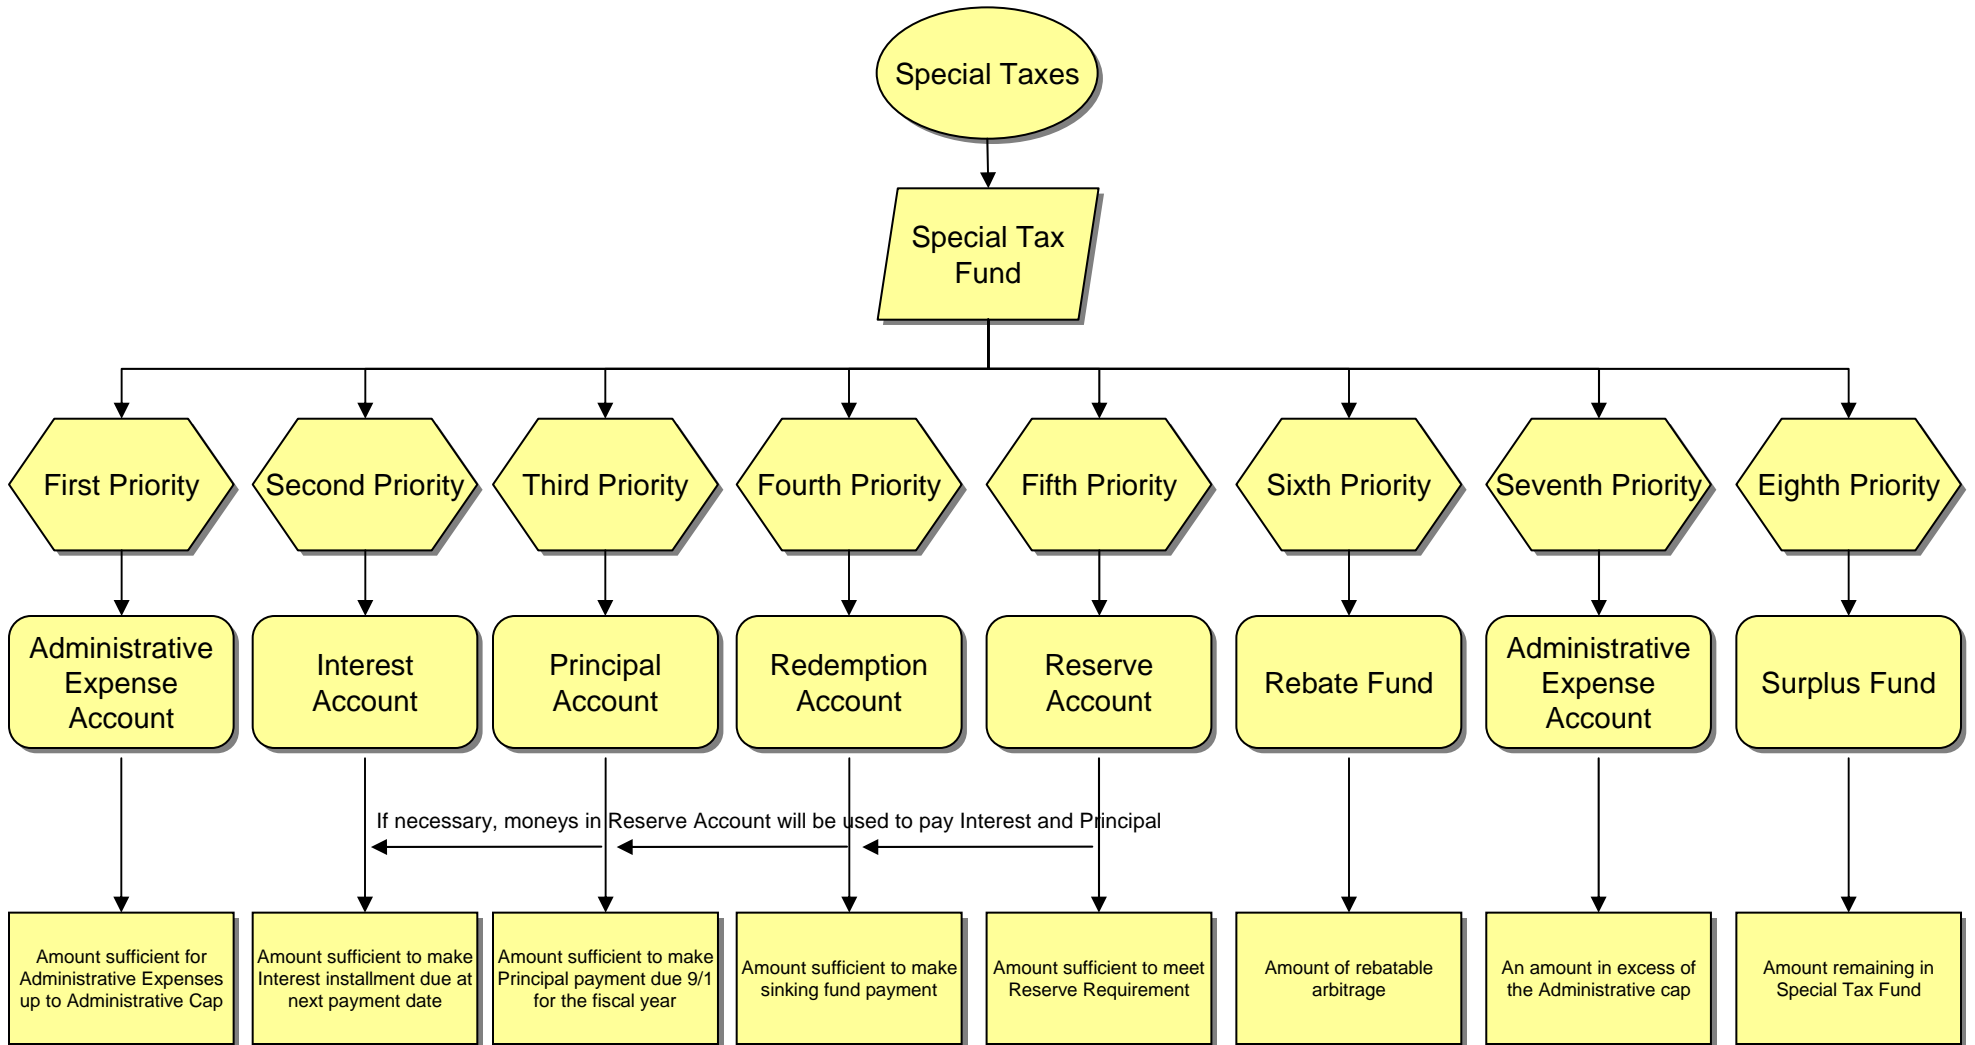 Special Taxes
Special Tax
Fund
First Priority
Second Priority
Third Priority
Fourth Priority
Fifth Priority
Sixth Priority
Seventh Priority
Eighth Priority
Administrative
Expense
Account
Interest
Account
Principal
Account
Redemption
Account
Reserve
Account
Rebate Fund
Administrative
Expense
Account
Surplus Fund
If necessary, moneys in Reserve Account will be used to pay Interest and Principal
Amount sufficient for
Administrative Expenses
up to Administrative Cap
Amount sufficient to make
Interest installment due at
next payment date
Amount sufficient to make
Principal payment due 9/1
for the fiscal year
Amount sufficient to make
sinking fund payment
Amount sufficient to meet
Reserve Requirement
Amount of rebatable
arbitrage
An amount in excess of
the Administrative cap
Amount remaining in
Special Tax Fund